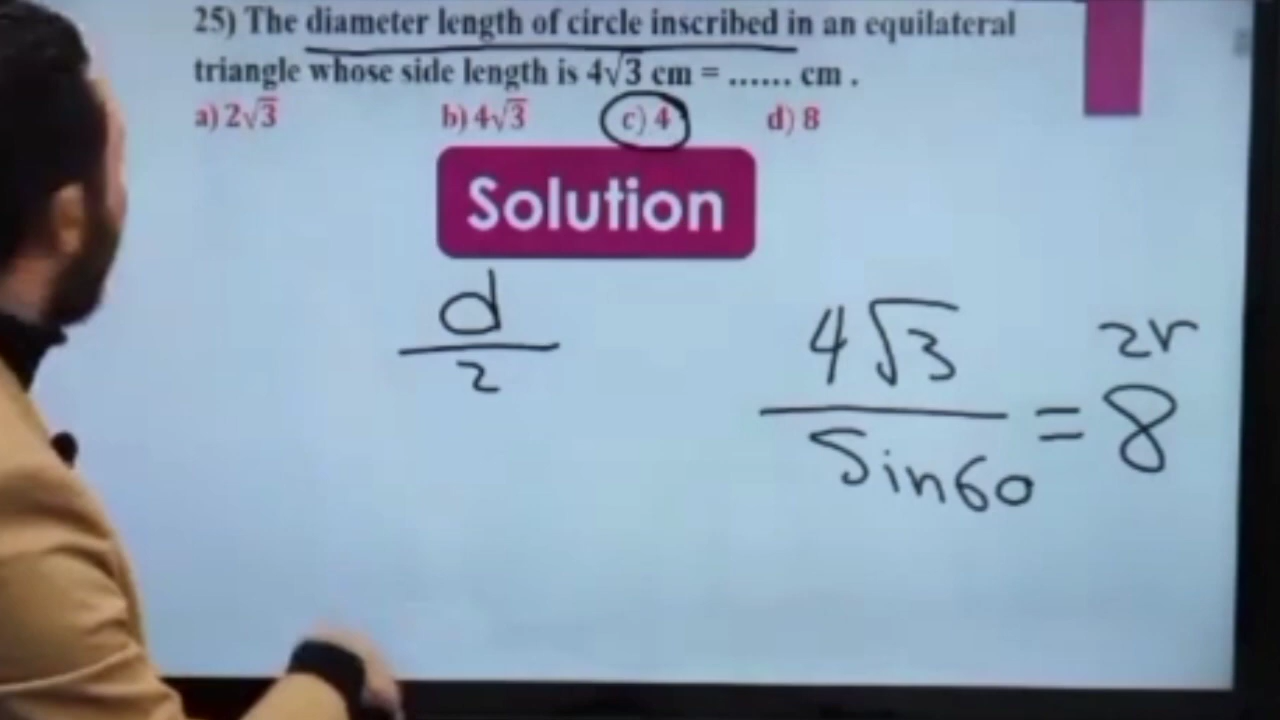 25) The diameter length of circle inscribed in an equilateral
triangle whose side length is 4√3 cm = ...... cm .
a) 2√3 b) 4√3 c) 4 d) 8
Solution
d
2
4√3
Sin60
=
2r
8